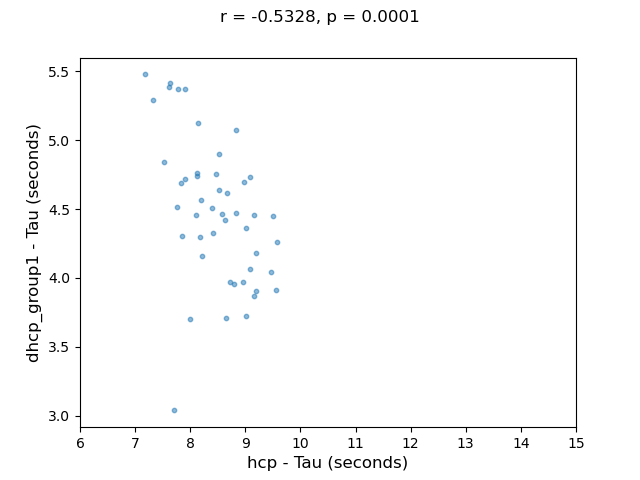 r = -0.5328, p = 0.0001
dhcp_group1 - Tau (seconds)
5.5
5.0
4.5
4.0
3.5
3.0
6 7 8 9 10 11 12 13 14 15
hcp - Tau (seconds)